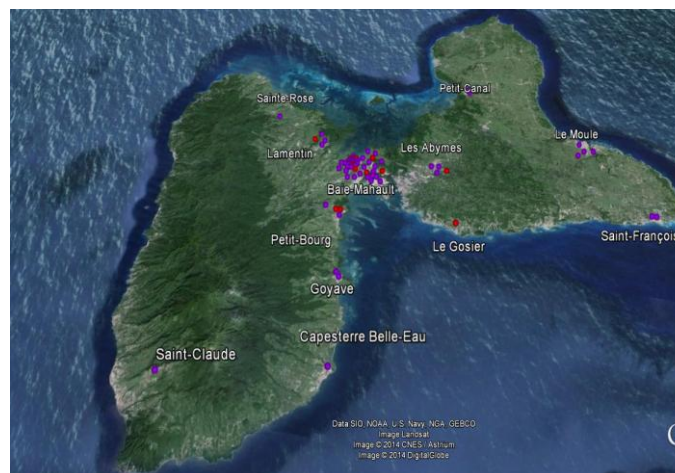 Petit-Canal
Sainte-Rose
Le Moule
Lamentin
Les Abymes
Baie-Mahault
Petit-Bourg
Le Gosier
Saint-François
Goyave
Capesterre Belle-Eau
Saint-Claude
Data SIO, NOAA, U.S. Navy, NGA, GEBCO
Image Landsat
Image © 2014 CNES / Astrium
Image © 2014 DigitalGlobe